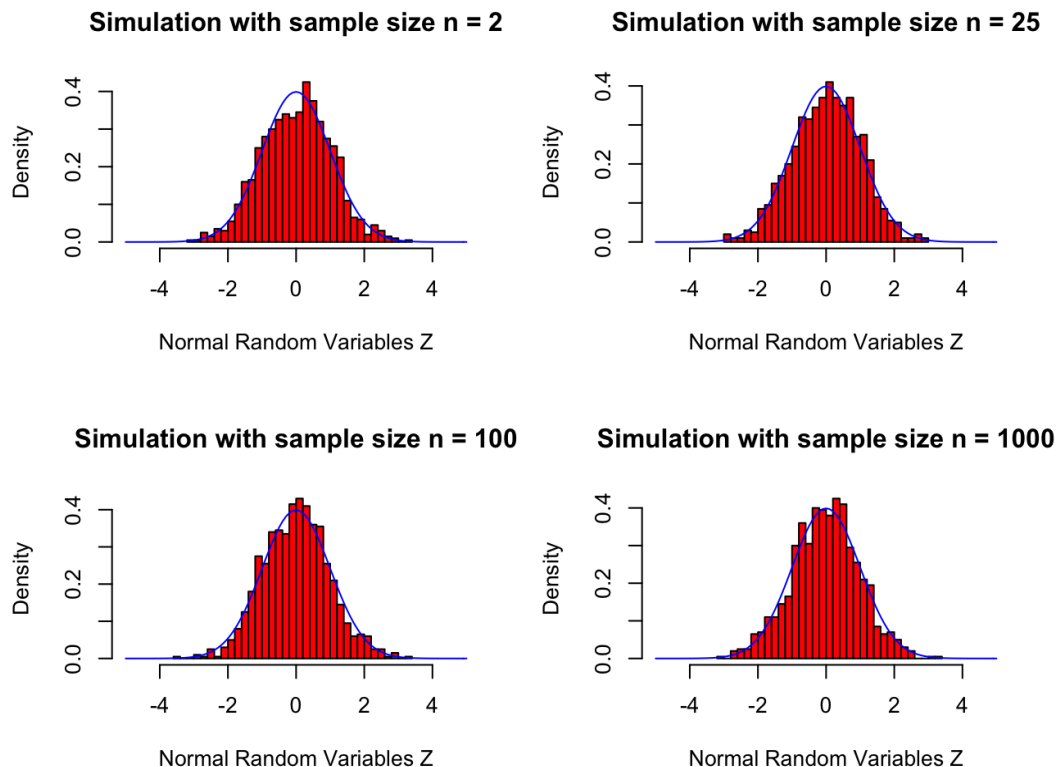 Simulation with sample size n = 2
Density
0.0
0.2
0.4
-4 -2 0 2 4
Normal Random Variables Z
Simulation with sample size n = 25
Density
0.0
0.2
0.4
-4 -2 0 2 4
Normal Random Variables Z
Simulation with sample size n = 100
Density
0.0
0.2
0.4
-4 -2 0 2 4
Normal Random Variables Z
Simulation with sample size n = 1000
Density
0.0
0.2
0.4
-4 -2 0 2 4
Normal Random Variables Z